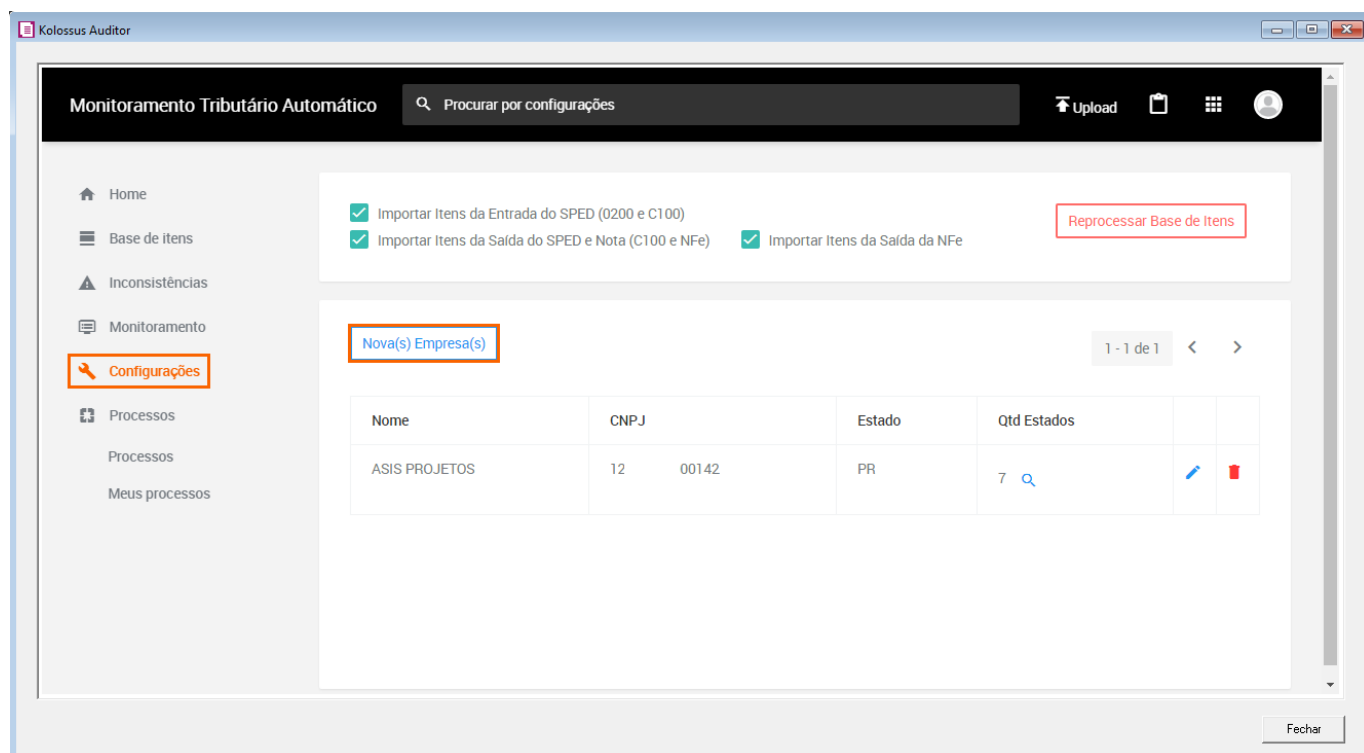 Kolossus Auditor
Monitoramento Tributário Automático
Procurar por configurações
Upload
Home
Base de itens
Inconsistências
Monitoramento
Configurações
Processos
Processos
Meus processos
Importar Itens da Entrada do SPED (0200 e C100)
Importar Itens da Saída do SPED e Nota (C100 e NFe) Importar Itens da Saída da NFe
Reprocessar Base de Itens
Nova(s) Empresa(s)
1 - 1 de 1
Nome CNPJ Estado Qtd Estados
ASIS PROJETOS 12 00142 PR 7
Fechar